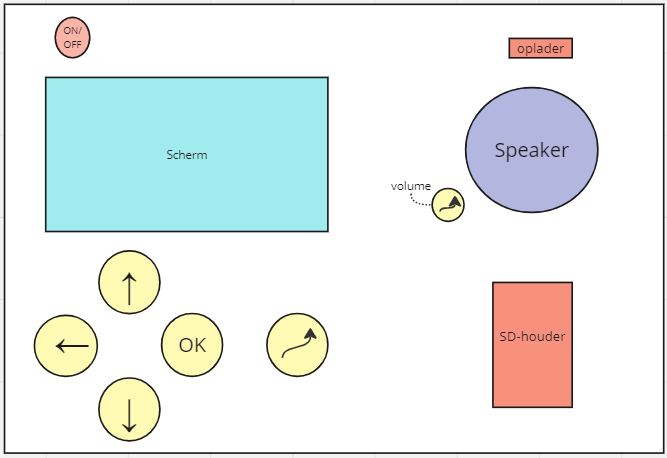 ON/
OFF
oplader
Scherm
Speaker
volume
OK
SD-houder